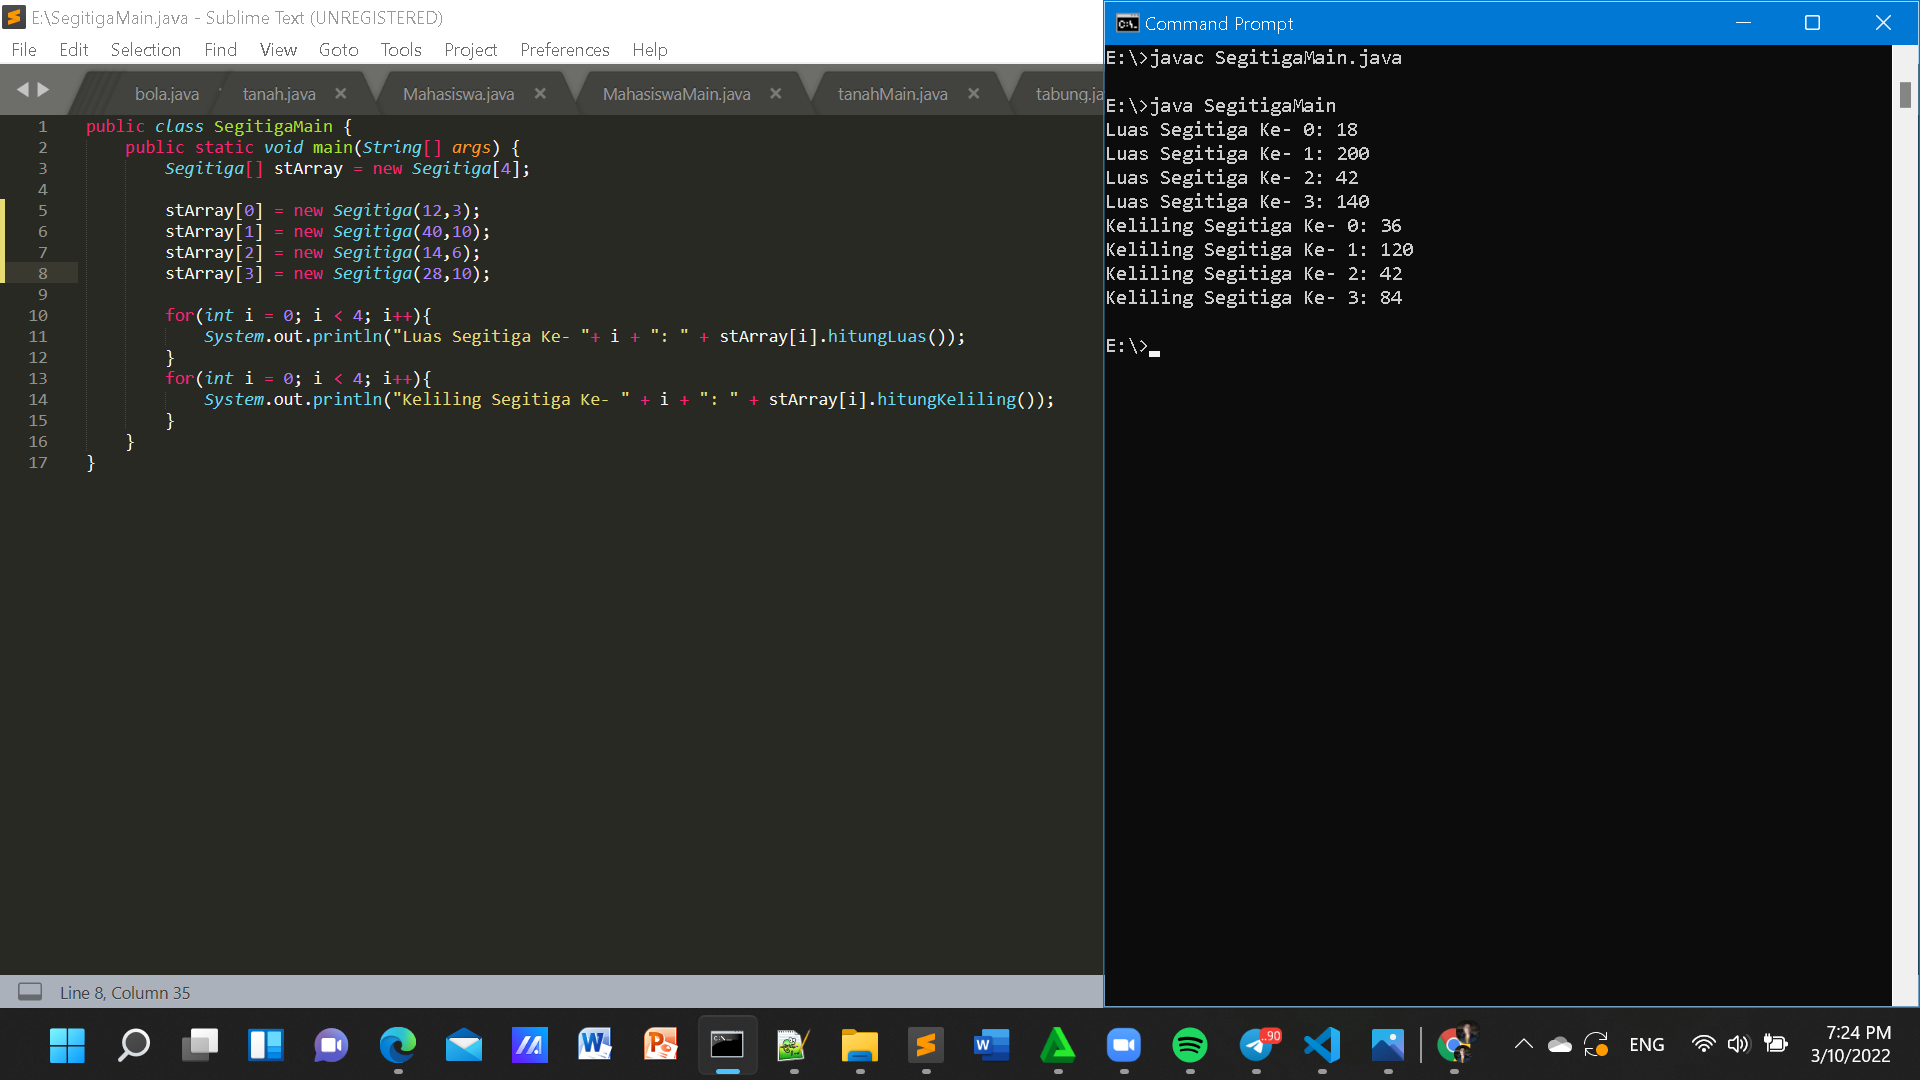 E:\SegitigaMain.java - Sublime Text (UNREGISTERED)
File Edit Selection Find View Goto Tools Project Preferences Help
bola.java tanah.java Mahasiswa.java MahasiswaMain.java tanahMain.java
1 public class SegitigaMain {
2 public static void main(String[] args) {
3 Segitiga[] stArray = new Segitiga[4];
4
5 stArray[0] = new Segitiga(12,3);
6 stArray[1] = new Segitiga(40,10);
7 stArray[2] = new Segitiga(14,6);
8 stArray[3] = new Segitiga(28,10);
9
10 for(int i = 0; i < 4; i++){
11 System.out.println("Luas Segitiga Ke- "+ i + ": " + stArray[i].hitungLuas());
12 }
13 for(int i = 0; i < 4; i++){
14 System.out.println("Keliling Segitiga Ke- " + i + ": " + stArray[i].hitungKeliling());
15 }
16 }
17 }
Line 8, Column 35
Command Prompt
E:\>javac SegitigaMain.java
E:\>java SegitigaMain
Luas Segitiga Ke- 0: 18
Luas Segitiga Ke- 1: 200
Luas Segitiga Ke- 2: 42
Luas Segitiga Ke- 3: 140
Keliling Segitiga Ke- 0: 36
Keliling Segitiga Ke- 1: 120
Keliling Segitiga Ke- 2: 42
Keliling Segitiga Ke- 3: 84
E:\>
..90
ENG
7:24 PM
3/10/2022